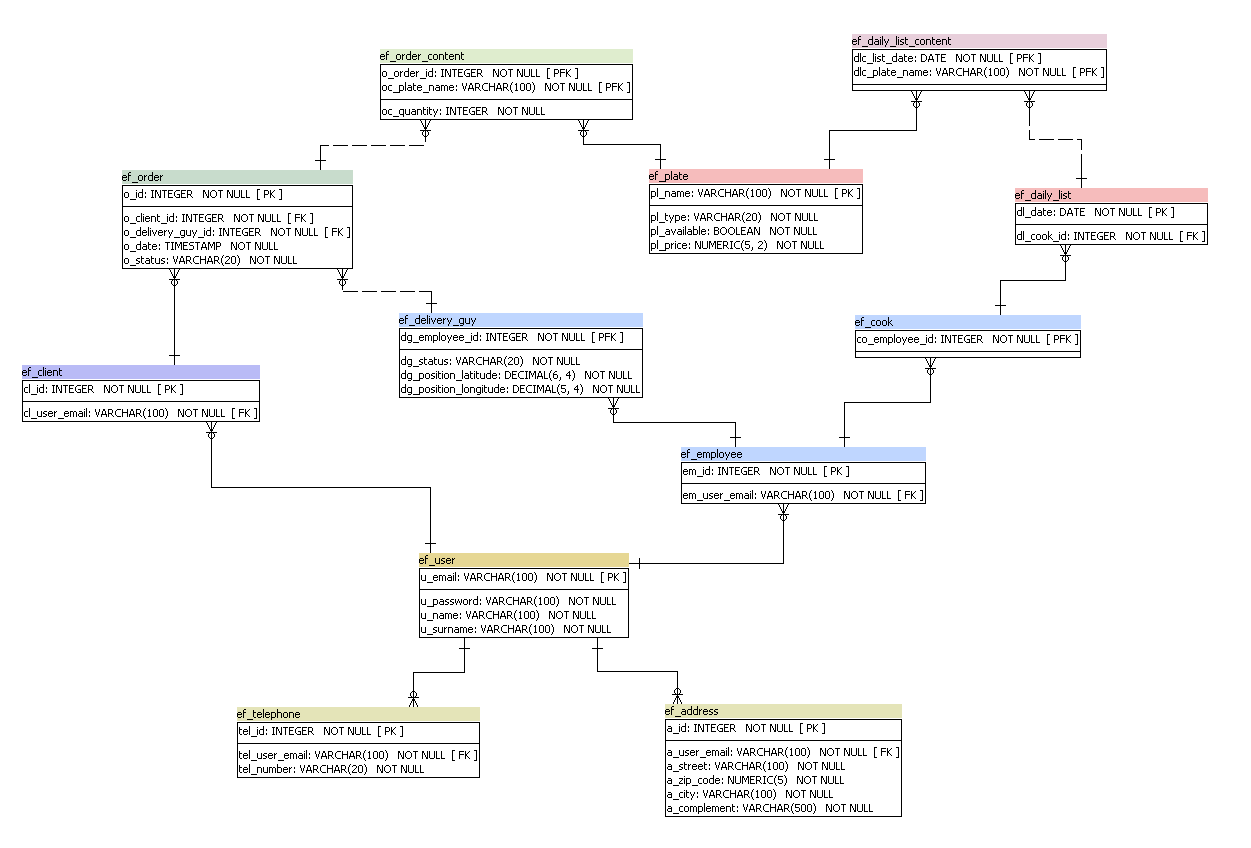 ef_order_content
o_order_id: INTEGER NOT NULL [ PFK ]
oc_plate_name: VARCHAR(100) NOT NULL [ PFK ]
oc_quantity: INTEGER NOT NULL
ef_daily_list_content
dlc_list_date: DATE NOT NULL [ PFK ]
dlc_plate_name: VARCHAR(100) NOT NULL [ PFK ]
ef_order
o_id: INTEGER NOT NULL [ PK ]
o_client_id: INTEGER NOT NULL [ FK ]
o_delivery_guy_id: INTEGER NOT NULL [ FK ]
o_date: TIMESTAMP NOT NULL
o_status: VARCHAR(20) NOT NULL
ef_plate
pl_name: VARCHAR(100) NOT NULL [ PK ]
pl_type: VARCHAR(20) NOT NULL
pl_available: BOOLEAN NOT NULL
pl_price: NUMERIC(5, 2) NOT NULL
ef_daily_list
dl_date: DATE NOT NULL [ PK ]
dl_cook_id: INTEGER NOT NULL [ FK ]
ef_delivery_guy
dg_employee_id: INTEGER NOT NULL [ PFK ]
dg_status: VARCHAR(20) NOT NULL
dg_position_latitude: DECIMAL(6, 4) NOT NULL
dg_position_longitude: DECIMAL(5, 4) NOT NULL
ef_cook
co_employee_id: INTEGER NOT NULL [ PFK ]
ef_client
cl_id: INTEGER NOT NULL [ PK ]
cl_user_email: VARCHAR(100) NOT NULL [ FK ]
ef_employee
em_id: INTEGER NOT NULL [ PK ]
em_user_email: VARCHAR(100) NOT NULL [ FK ]
ef_user
u_email: VARCHAR(100) NOT NULL [ PK ]
u_password: VARCHAR(100) NOT NULL
u_name: VARCHAR(100) NOT NULL
u_surname: VARCHAR(100) NOT NULL
ef_telephone
tel_id: INTEGER NOT NULL [ PK ]
tel_user_email: VARCHAR(100) NOT NULL [ FK ]
tel_number: VARCHAR(20) NOT NULL
ef_address
a_id: INTEGER NOT NULL [ PK ]
a_user_email: VARCHAR(100) NOT NULL [ FK ]
a_street: VARCHAR(100) NOT NULL
a_zip_code: NUMERIC(5) NOT NULL
a_city: VARCHAR(100) NOT NULL
a_complement: VARCHAR(500) NOT NULL